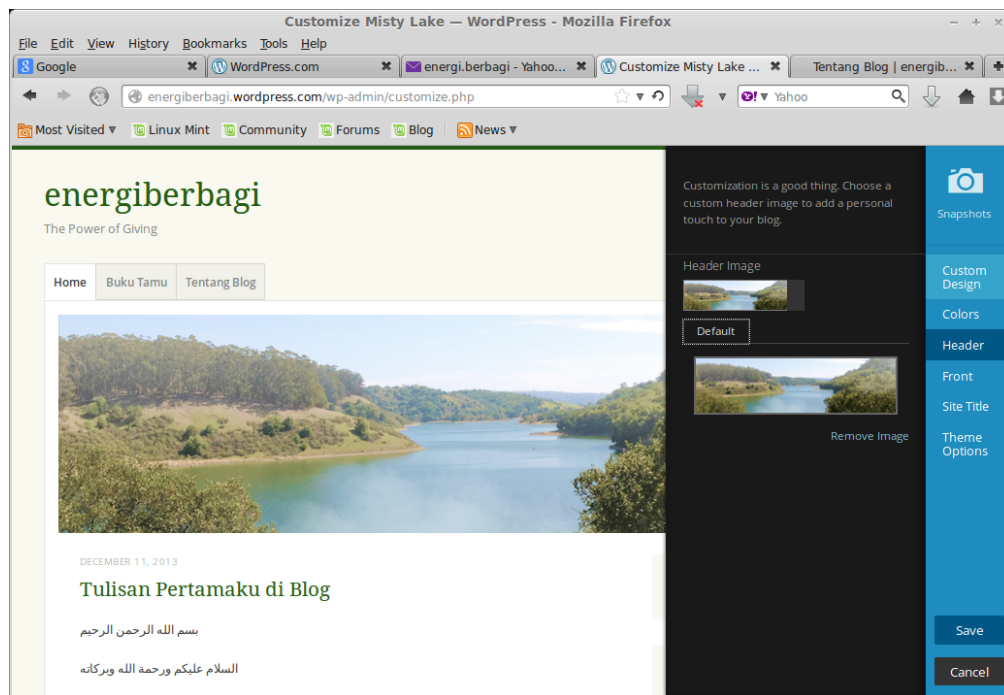 Customize Misty Lake — WordPress - Mozilla Firefox
File Edit View History Bookmarks Tools Help
Google WordPress.com energi.berbagi - Yahoo... Customize Misty Lake ... Tentang Blog | energib...
energiberbagi.wordpress.com/wp-admin/customize.php Yahoo
Most Visited Linux Mint Community Forums Blog News
energiberbagi
The Power of Giving
Home Buku Tamu Tentang Blog
DECEMBER 11, 2013
Tulisan Pertamaku di Blog
بسم الله الرحمن الرحيم
السلام عليكم ورحمة الله وبركاته
Customization is a good thing. Choose a
custom header image to add a personal
touch to your blog.
Header Image
Default
Remove Image
Snapshots
Custom
Design
Colors
Header
Front
Site Title
Theme
Options
Save
Cancel